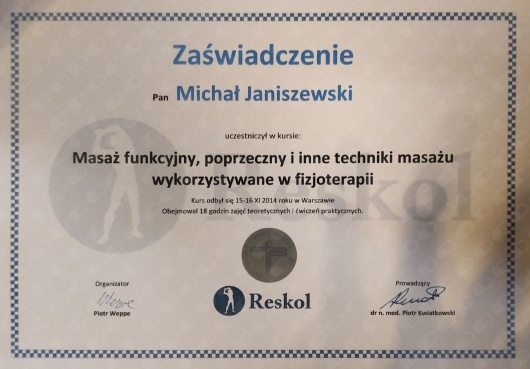 Zaświadczenie
Pan Michał Janiszewski
uczestniczył w kursie:
Masaż funkcyjny, poprzeczny i inne techniki masażu
wykorzystywane w fizjoterapii
Kurs odbył się 15-16 XI 2014 roku w Warszawie
Obejmował 18 godzin zajęć teoretycznych i ćwiczeń praktycznych.
Reskol
Organizator
Prowadzący
Reskol
Piotr Weppe
dr n. med. Piotr Kwiatkowski